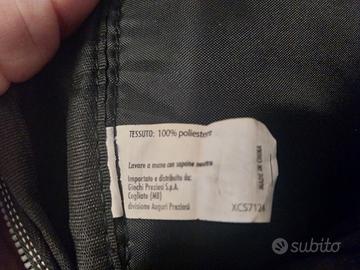 TESSUTO: 100% poliestere
Lavare a mano con sapone neutro
Importato e distribuito da:
Giochi Preziosi S.p.A.
Cogliate (MB)
divisione Auguri Preziosi
MADE IN CHINA
XCS7124
subito